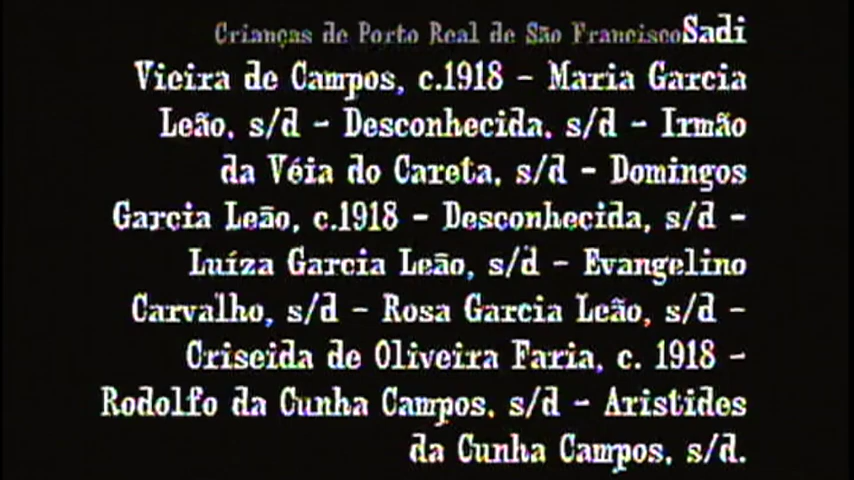 Crianças de Porto Real de São FranciscoSadi
Vieira de Campos, c.1918 - Maria Garcia
Leão, s/d - Desconhecida, s/d - Irmão
da Véia do Careta, s/d - Domingos
Garcia Leão, c.1918 - Desconhecida, s/d -
Luíza Garcia Leão, s/d - Evangelino
Carvalho, s/d - Rosa Garcia Leão, s/d -
Criseida de Oliveira Faria, c. 1918 -
Rodolfo da Cunha Campos, s/d - Aristides
da Cunha Campos, s/d.